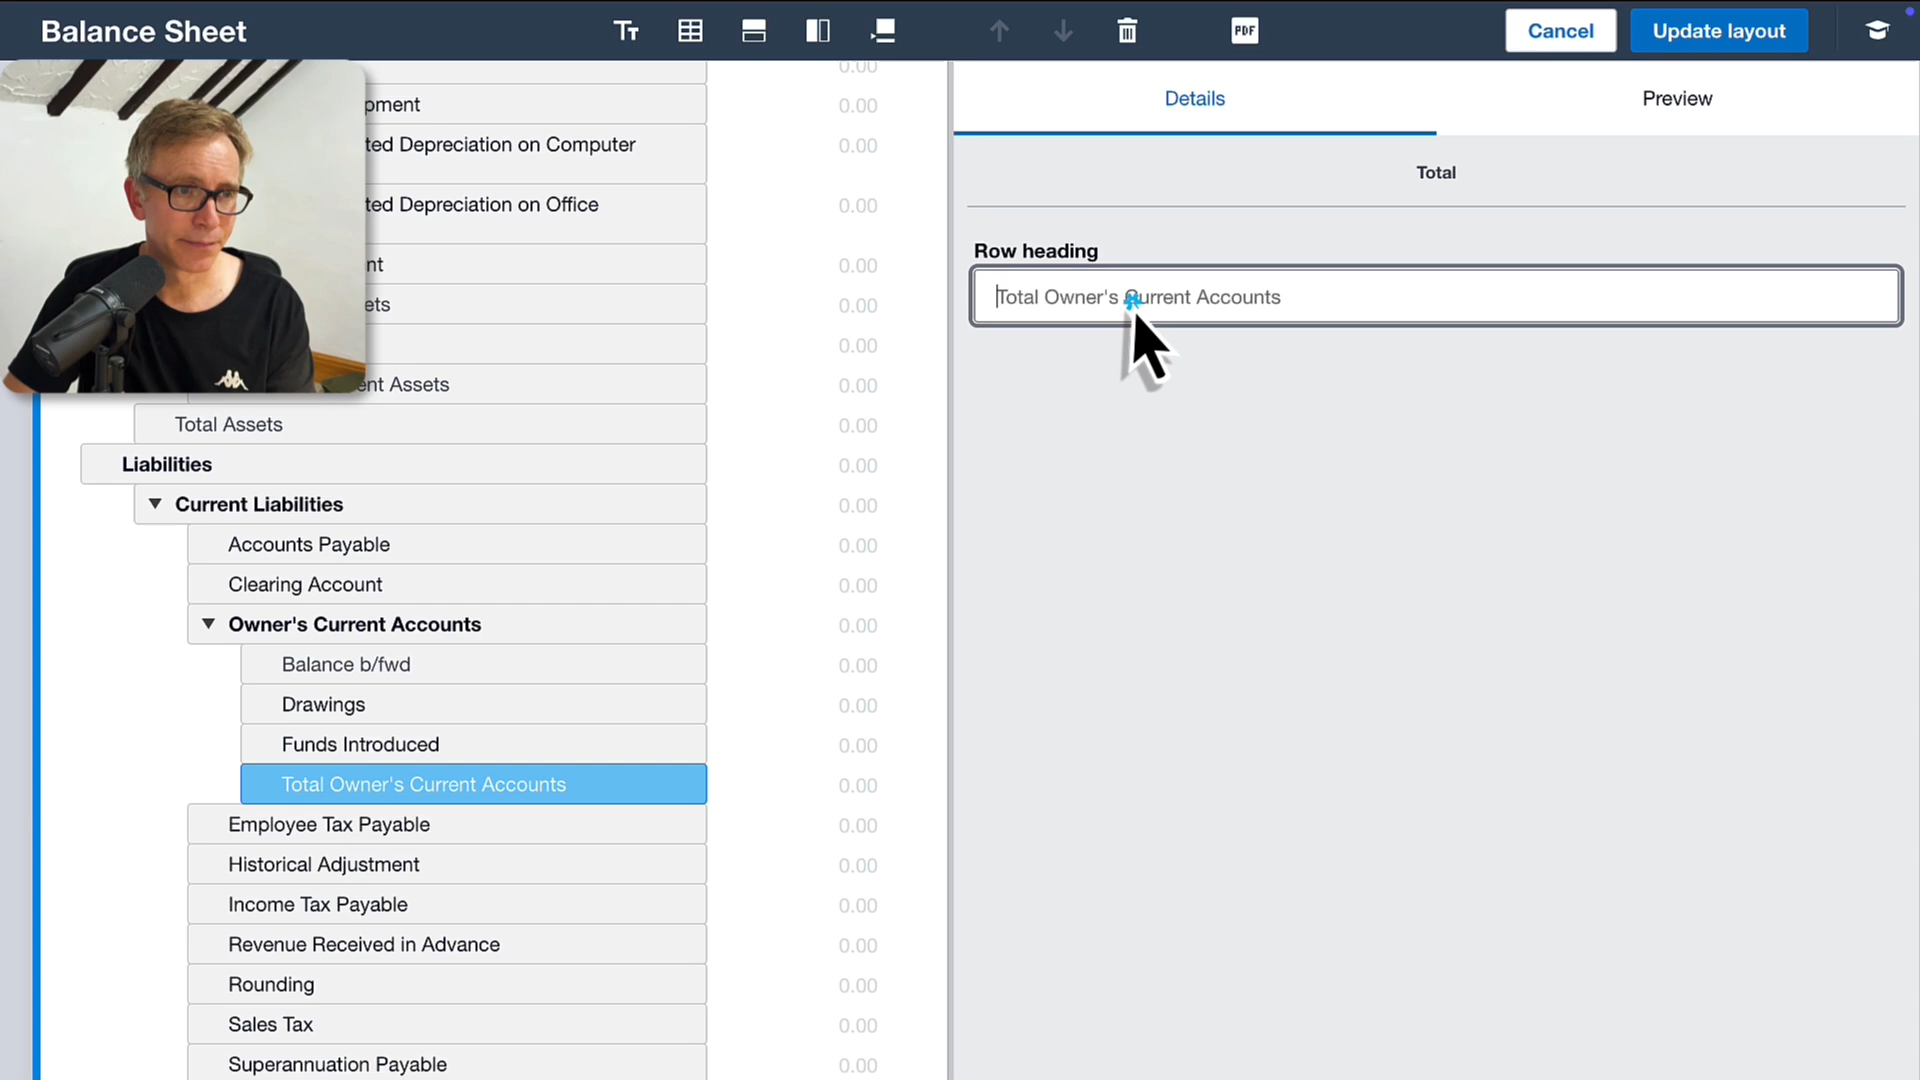 Balance Sheet
Tт
PDF
Cancel
Update layout
0.00
pment
0.00
ted Depreciation on Computer
0.00
ted Depreciation on Office
0.00
nt
0.00
ets
0.00
0.00
ent Assets
0.00
Total Assets
0.00
Liabilities
0.00
Current Liabilities
0.00
Accounts Payable
0.00
Clearing Account
0.00
Owner's Current Accounts
0.00
Balance b/fwd
0.00
Drawings
0.00
Funds Introduced
0.00
Total Owner's Current Accounts
0.00
Employee Tax Payable
0.00
Historical Adjustment
0.00
Income Tax Payable
0.00
Revenue Received in Advance
0.00
Rounding
0.00
Sales Tax
0.00
Superannuation Payable
0.00
Details
Preview
Total
Row heading
Total Owner's Current Accounts